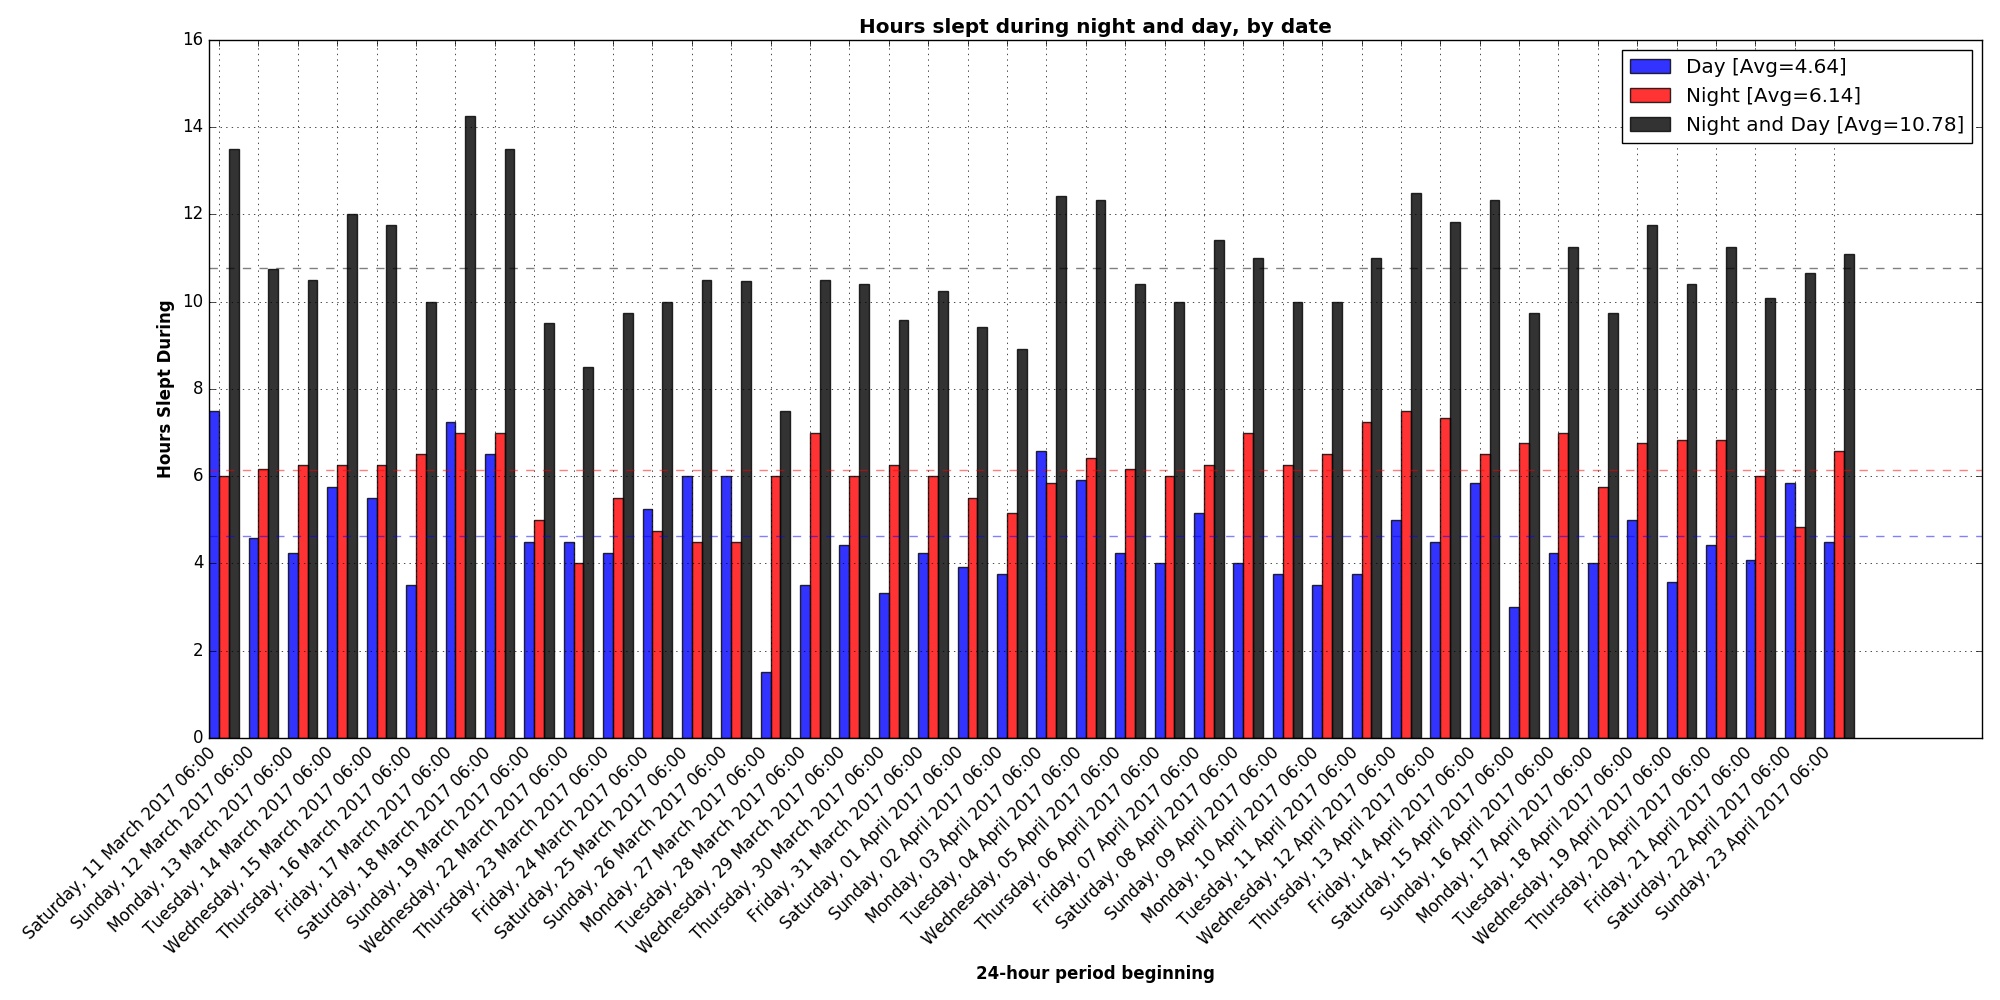 Hours slept during night and day, by date
16
14
12
10
8
6
4
2
0
Hours Slept During
Day [Avg=4.64]
Night [Avg=6.14]
Night and Day [Avg=10.78]
Saturday, 11 March 2017 06:00
Sunday, 12 March 2017 06:00
Monday, 13 March 2017 06:00
Tuesday, 14 March 2017 06:00
Wednesday, 15 March 2017 06:00
Thursday, 16 March 2017 06:00
Friday, 17 March 2017 06:00
Saturday, 18 March 2017 06:00
Sunday, 19 March 2017 06:00
Wednesday, 22 March 2017 06:00
Thursday, 23 March 2017 06:00
Friday, 24 March 2017 06:00
Saturday, 25 March 2017 06:00
Sunday, 26 March 2017 06:00
Monday, 27 March 2017 06:00
Tuesday, 28 March 2017 06:00
Wednesday, 29 March 2017 06:00
Thursday, 30 March 2017 06:00
Friday, 31 March 2017 06:00
Saturday, 01 April 2017 06:00
Sunday, 02 April 2017 06:00
Monday, 03 April 2017 06:00
Tuesday, 04 April 2017 06:00
Wednesday, 05 April 2017 06:00
Thursday, 06 April 2017 06:00
Friday, 07 April 2017 06:00
Saturday, 08 April 2017 06:00
Sunday, 09 April 2017 06:00
Monday, 10 April 2017 06:00
Tuesday, 11 April 2017 06:00
Wednesday, 12 April 2017 06:00
Thursday, 13 April 2017 06:00
Friday, 14 April 2017 06:00
Saturday, 15 April 2017 06:00
Sunday, 16 April 2017 06:00
Monday, 17 April 2017 06:00
Tuesday, 18 April 2017 06:00
Wednesday, 19 April 2017 06:00
Thursday, 20 April 2017 06:00
Friday, 21 April 2017 06:00
Saturday, 22 April 2017 06:00
Sunday, 23 April 2017 06:00
24-hour period beginning